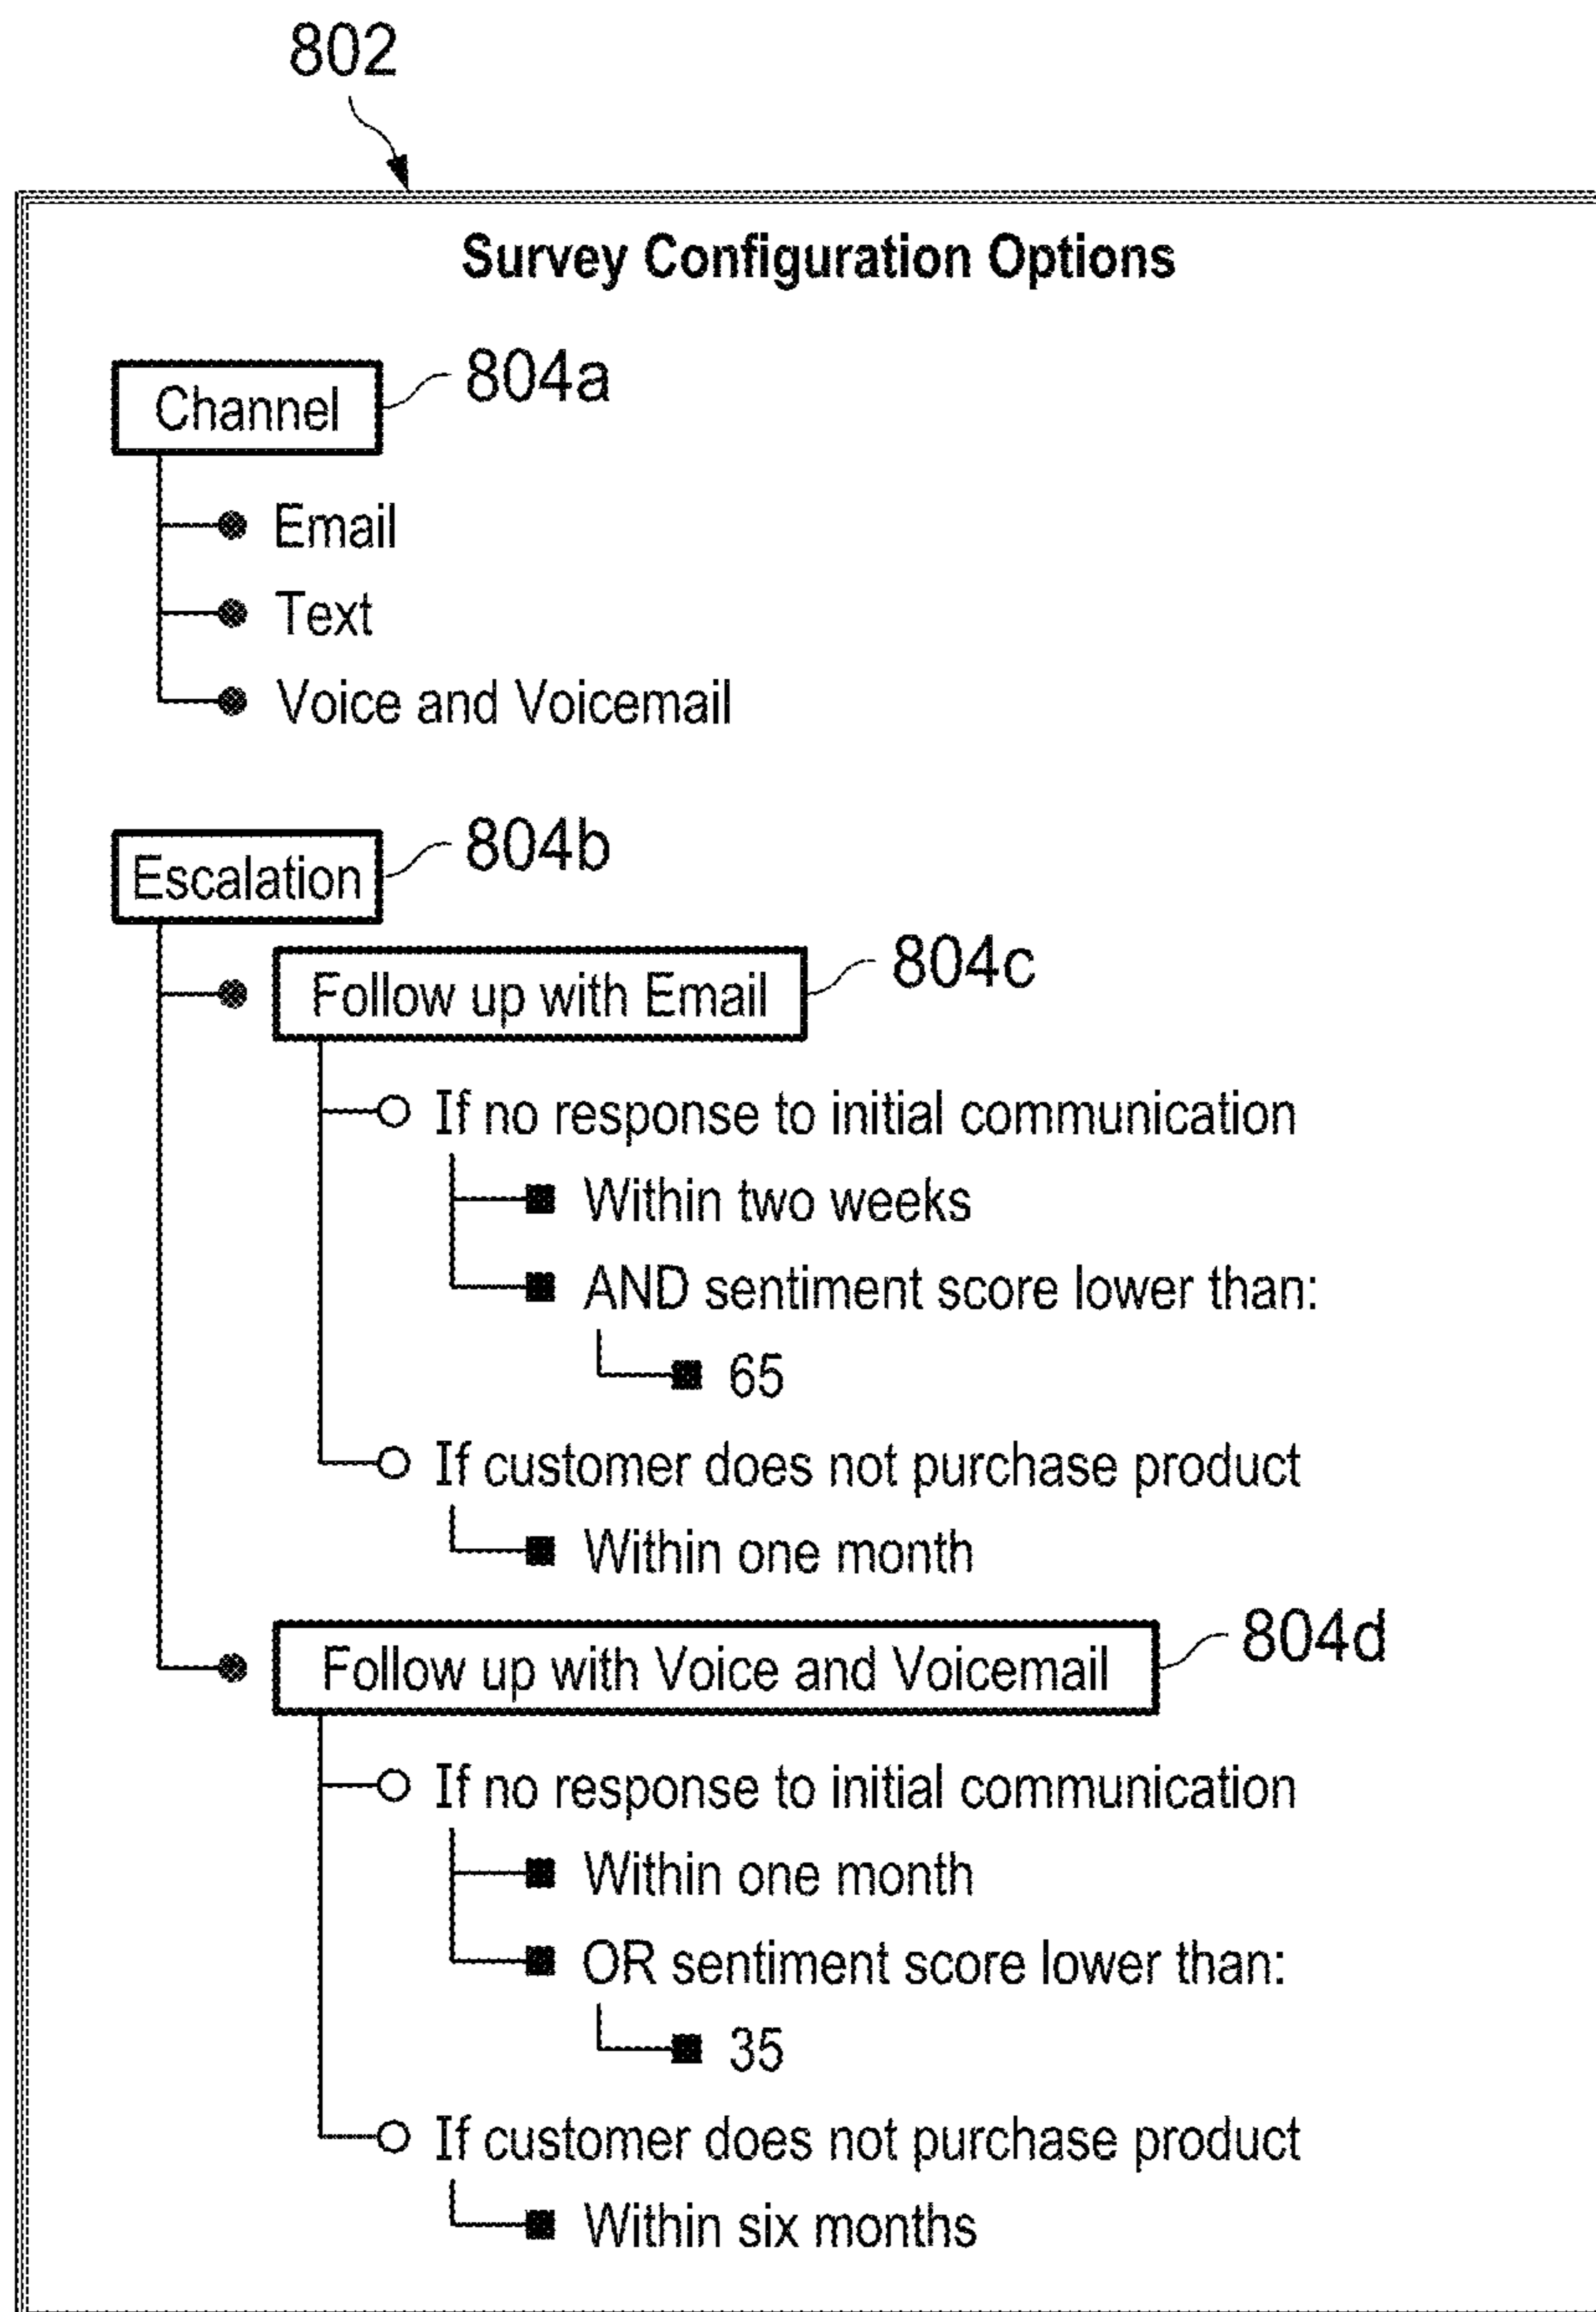 802
Survey Configuration Options
Channel 804a
Email
Text
Voice and Voicemail
Escalation 804b
Follow up with Email 804c
If no response to initial communication
Within two weeks
AND sentiment score lower than:
65
If customer does not purchase product
Within one month
Follow up with Voice and Voicemail 804d
If no response to initial communication
Within one month
OR sentiment score lower than:
35
If customer does not purchase product
Within six months